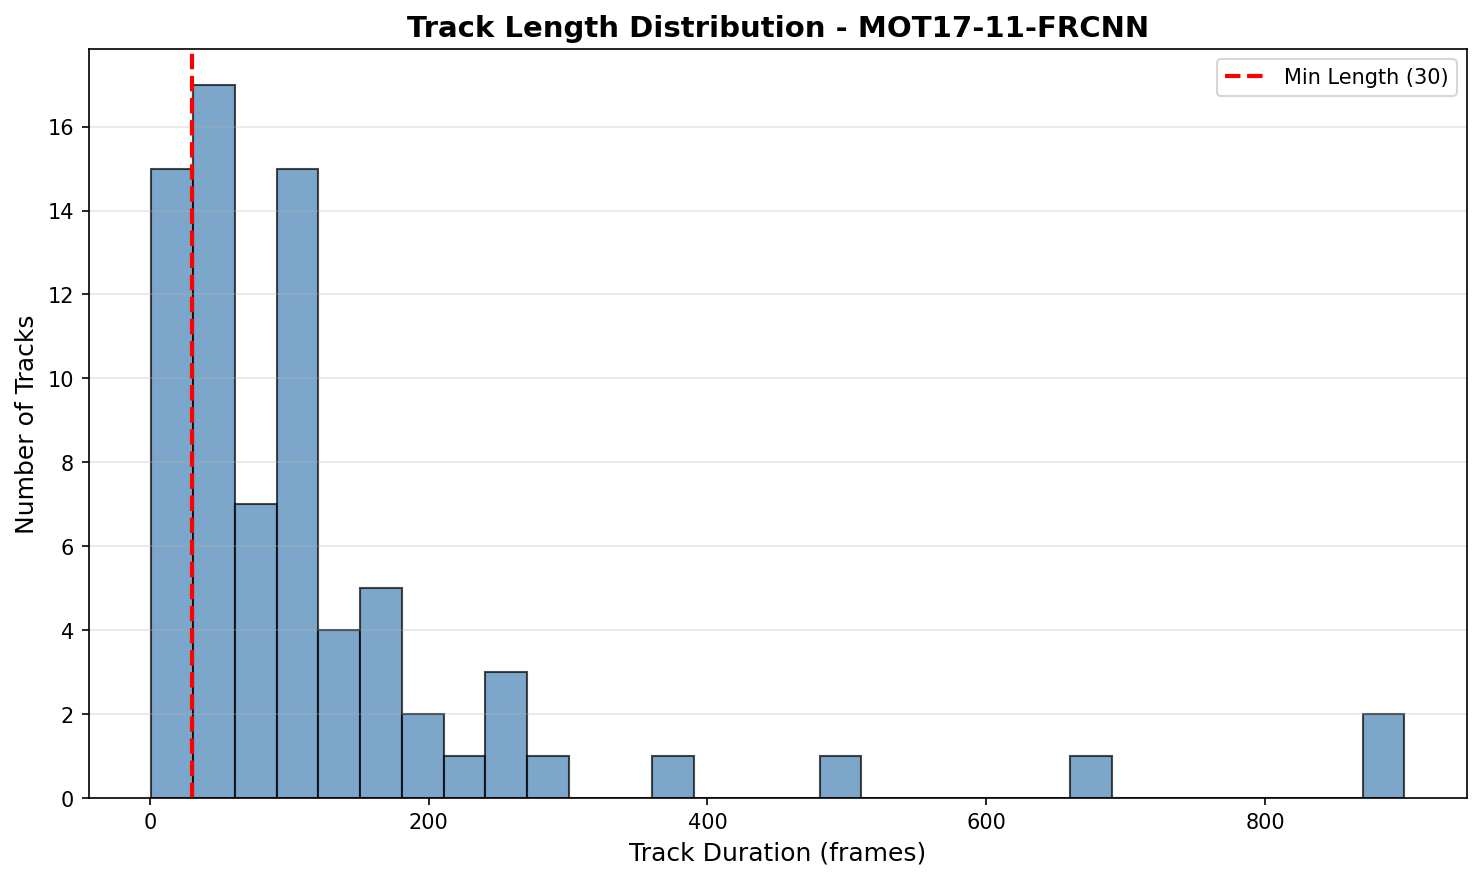 Track Length Distribution - MOT17-11-FRCNN
Min Length (30)
Number of Tracks
16
14
12
10
8
6
4
2
0
0 200 400 600 800
Track Duration (frames)